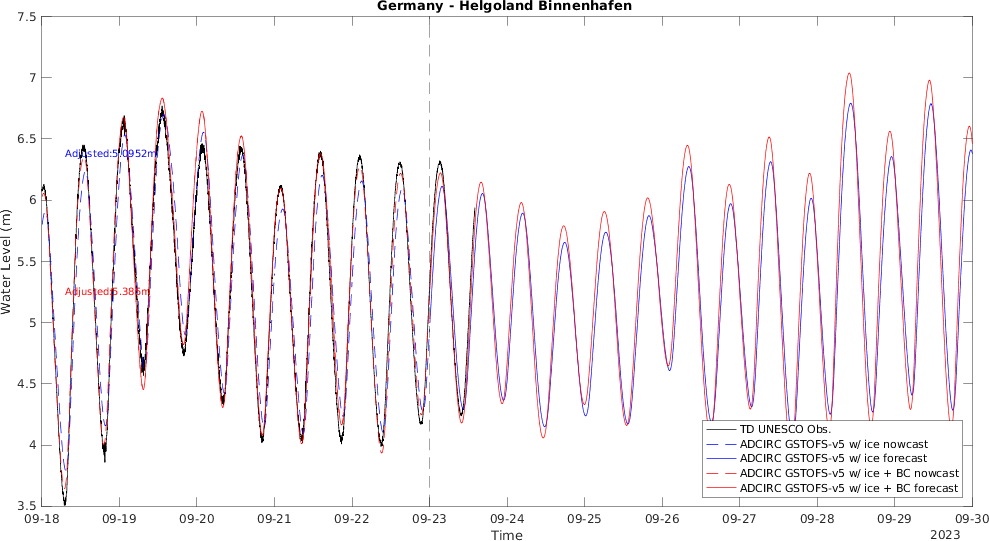 Germany - Helgoland Binnenhafen
7.5
7
6.5
6
5.5
5
4.5
4
3.5
Water Level (m)
Adjusted:5.0952m
TD UNESCO Obs.
ADCIRC GSTOFS-v5 w/ ice nowcast
ADCIRC GSTOFS-v5 w/ ice forecast
ADCIRC GSTOFS-v5 w/ ice + BC nowcast
ADCIRC GSTOFS-v5 w/ ice + BC forecast
09-18 09-19 09-20 09-21 09-22 09-23 09-24 09-25 09-26 09-27 09-28 09-29 09-30
Time
2023